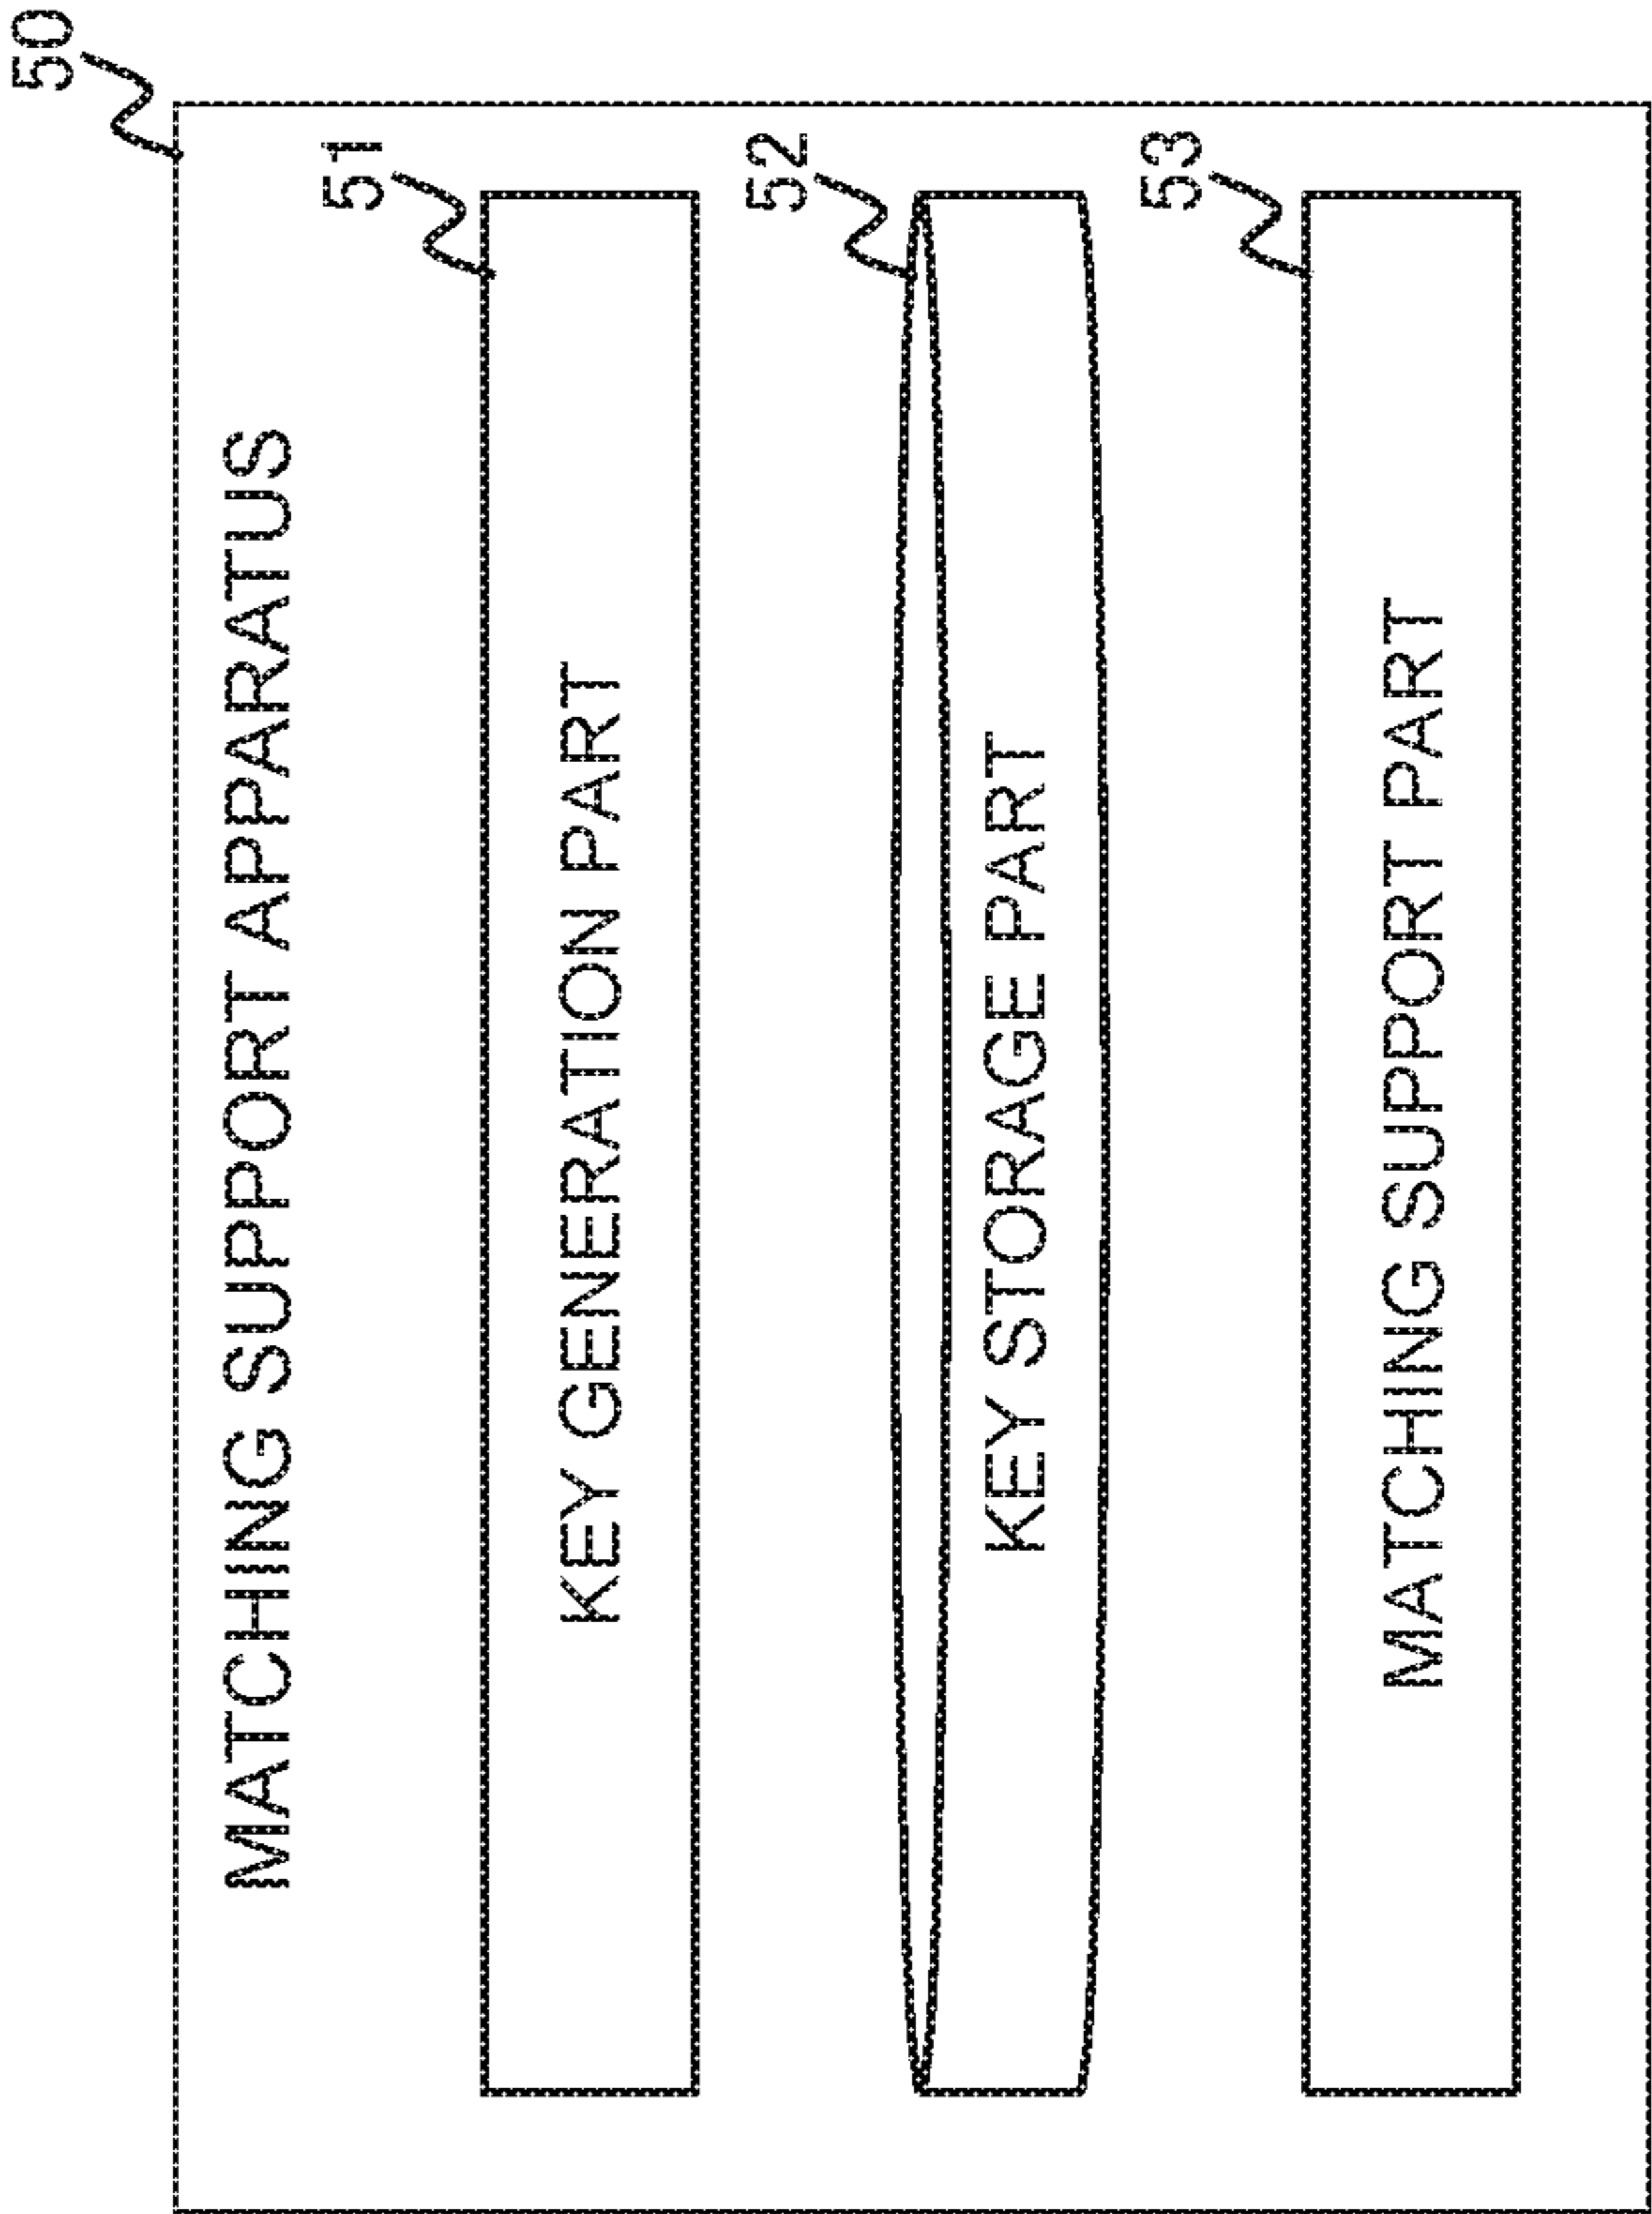 50
MATCHING SUPPORT APPARATUS
51
KEY GENERATION PART
52
KEY STORAGE PART
53
MATCHING SUPPORT PART